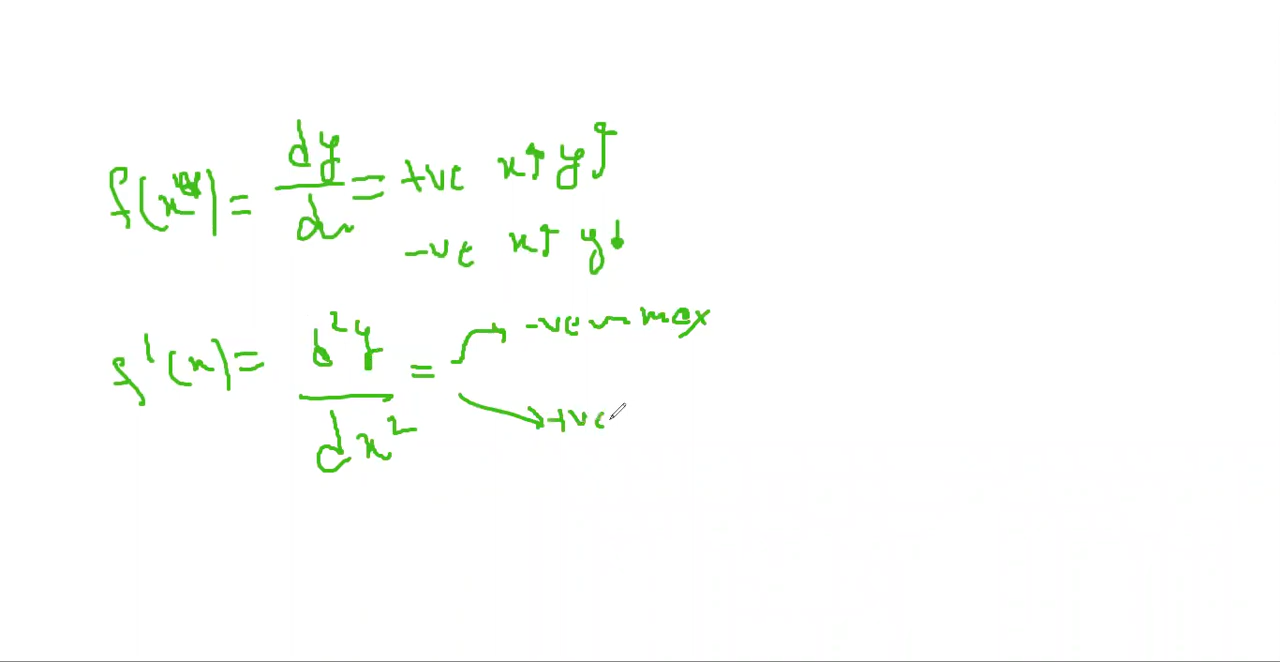 f(x) = dy/dx = +ve x↑ y↑
-ve x↑ y↓
f'(x) = d²y/dx² = → -ve ~ max
→ +ve